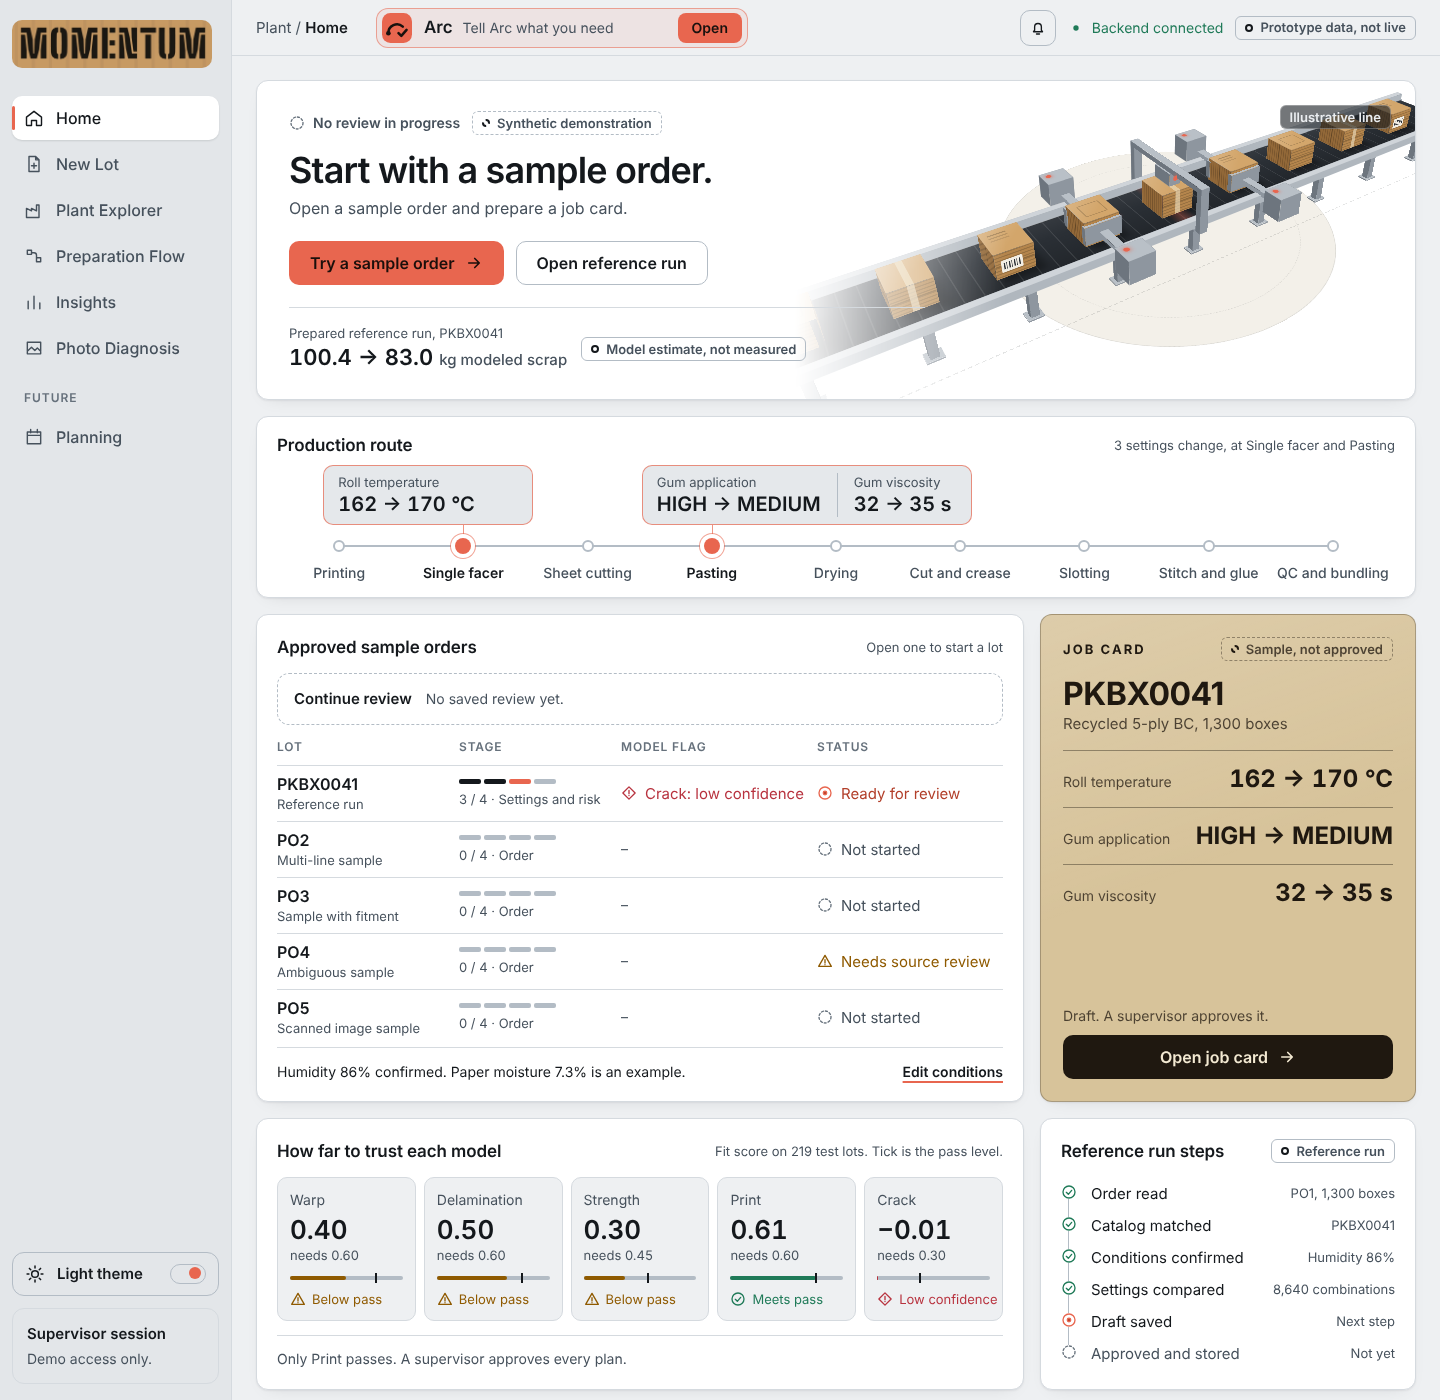 MOMENTUM
Plant / Home
Arc Tell Arc what you need Open
Backend connected
Prototype data, not live
Home
New Lot
Plant Explorer
Preparation Flow
Insights
Photo Diagnosis
FUTURE
Planning
Light theme
Supervisor session
Demo access only.
No review in progress
Synthetic demonstration
Illustrative line
Start with a sample order.
Open a sample order and prepare a job card.
Try a sample order →
Open reference run
Prepared reference run, PKBX0041
100.4 → 83.0 kg modeled scrap
Model estimate, not measured
Production route
3 settings change, at Single facer and Pasting
Roll temperature
162 → 170 °C
Gum application
HIGH → MEDIUM
Gum viscosity
32 → 35 s
Printing
Single facer
Sheet cutting
Pasting
Drying
Cut and crease
Slotting
Stitch and glue
QC and bundling
Approved sample orders
Open one to start a lot
Continue review No saved review yet.
LOT STAGE MODEL FLAG STATUS
PKBX0041
Reference run
3 / 4 · Settings and risk
Crack: low confidence
Ready for review
PO2
Multi-line sample
0 / 4 · Order
–
Not started
PO3
Sample with fitment
0 / 4 · Order
–
Not started
PO4
Ambiguous sample
0 / 4 · Order
–
Needs source review
PO5
Scanned image sample
0 / 4 · Order
–
Not started
Humidity 86% confirmed. Paper moisture 7.3% is an example.
Edit conditions
JOB CARD
Sample, not approved
PKBX0041
Recycled 5-ply BC, 1,300 boxes
Roll temperature 162 → 170 °C
Gum application HIGH → MEDIUM
Gum viscosity 32 → 35 s
Draft. A supervisor approves it.
Open job card →
How far to trust each model
Fit score on 219 test lots. Tick is the pass level.
Warp
0.40
needs 0.60
Below pass
Delamination
0.50
needs 0.60
Below pass
Strength
0.30
needs 0.45
Below pass
Print
0.61
needs 0.60
Meets pass
Crack
−0.01
needs 0.30
Low confidence
Only Print passes. A supervisor approves every plan.
Reference run steps
Reference run
Order read PO1, 1,300 boxes
Catalog matched PKBX0041
Conditions confirmed Humidity 86%
Settings compared 8,640 combinations
Draft saved Next step
Approved and stored Not yet